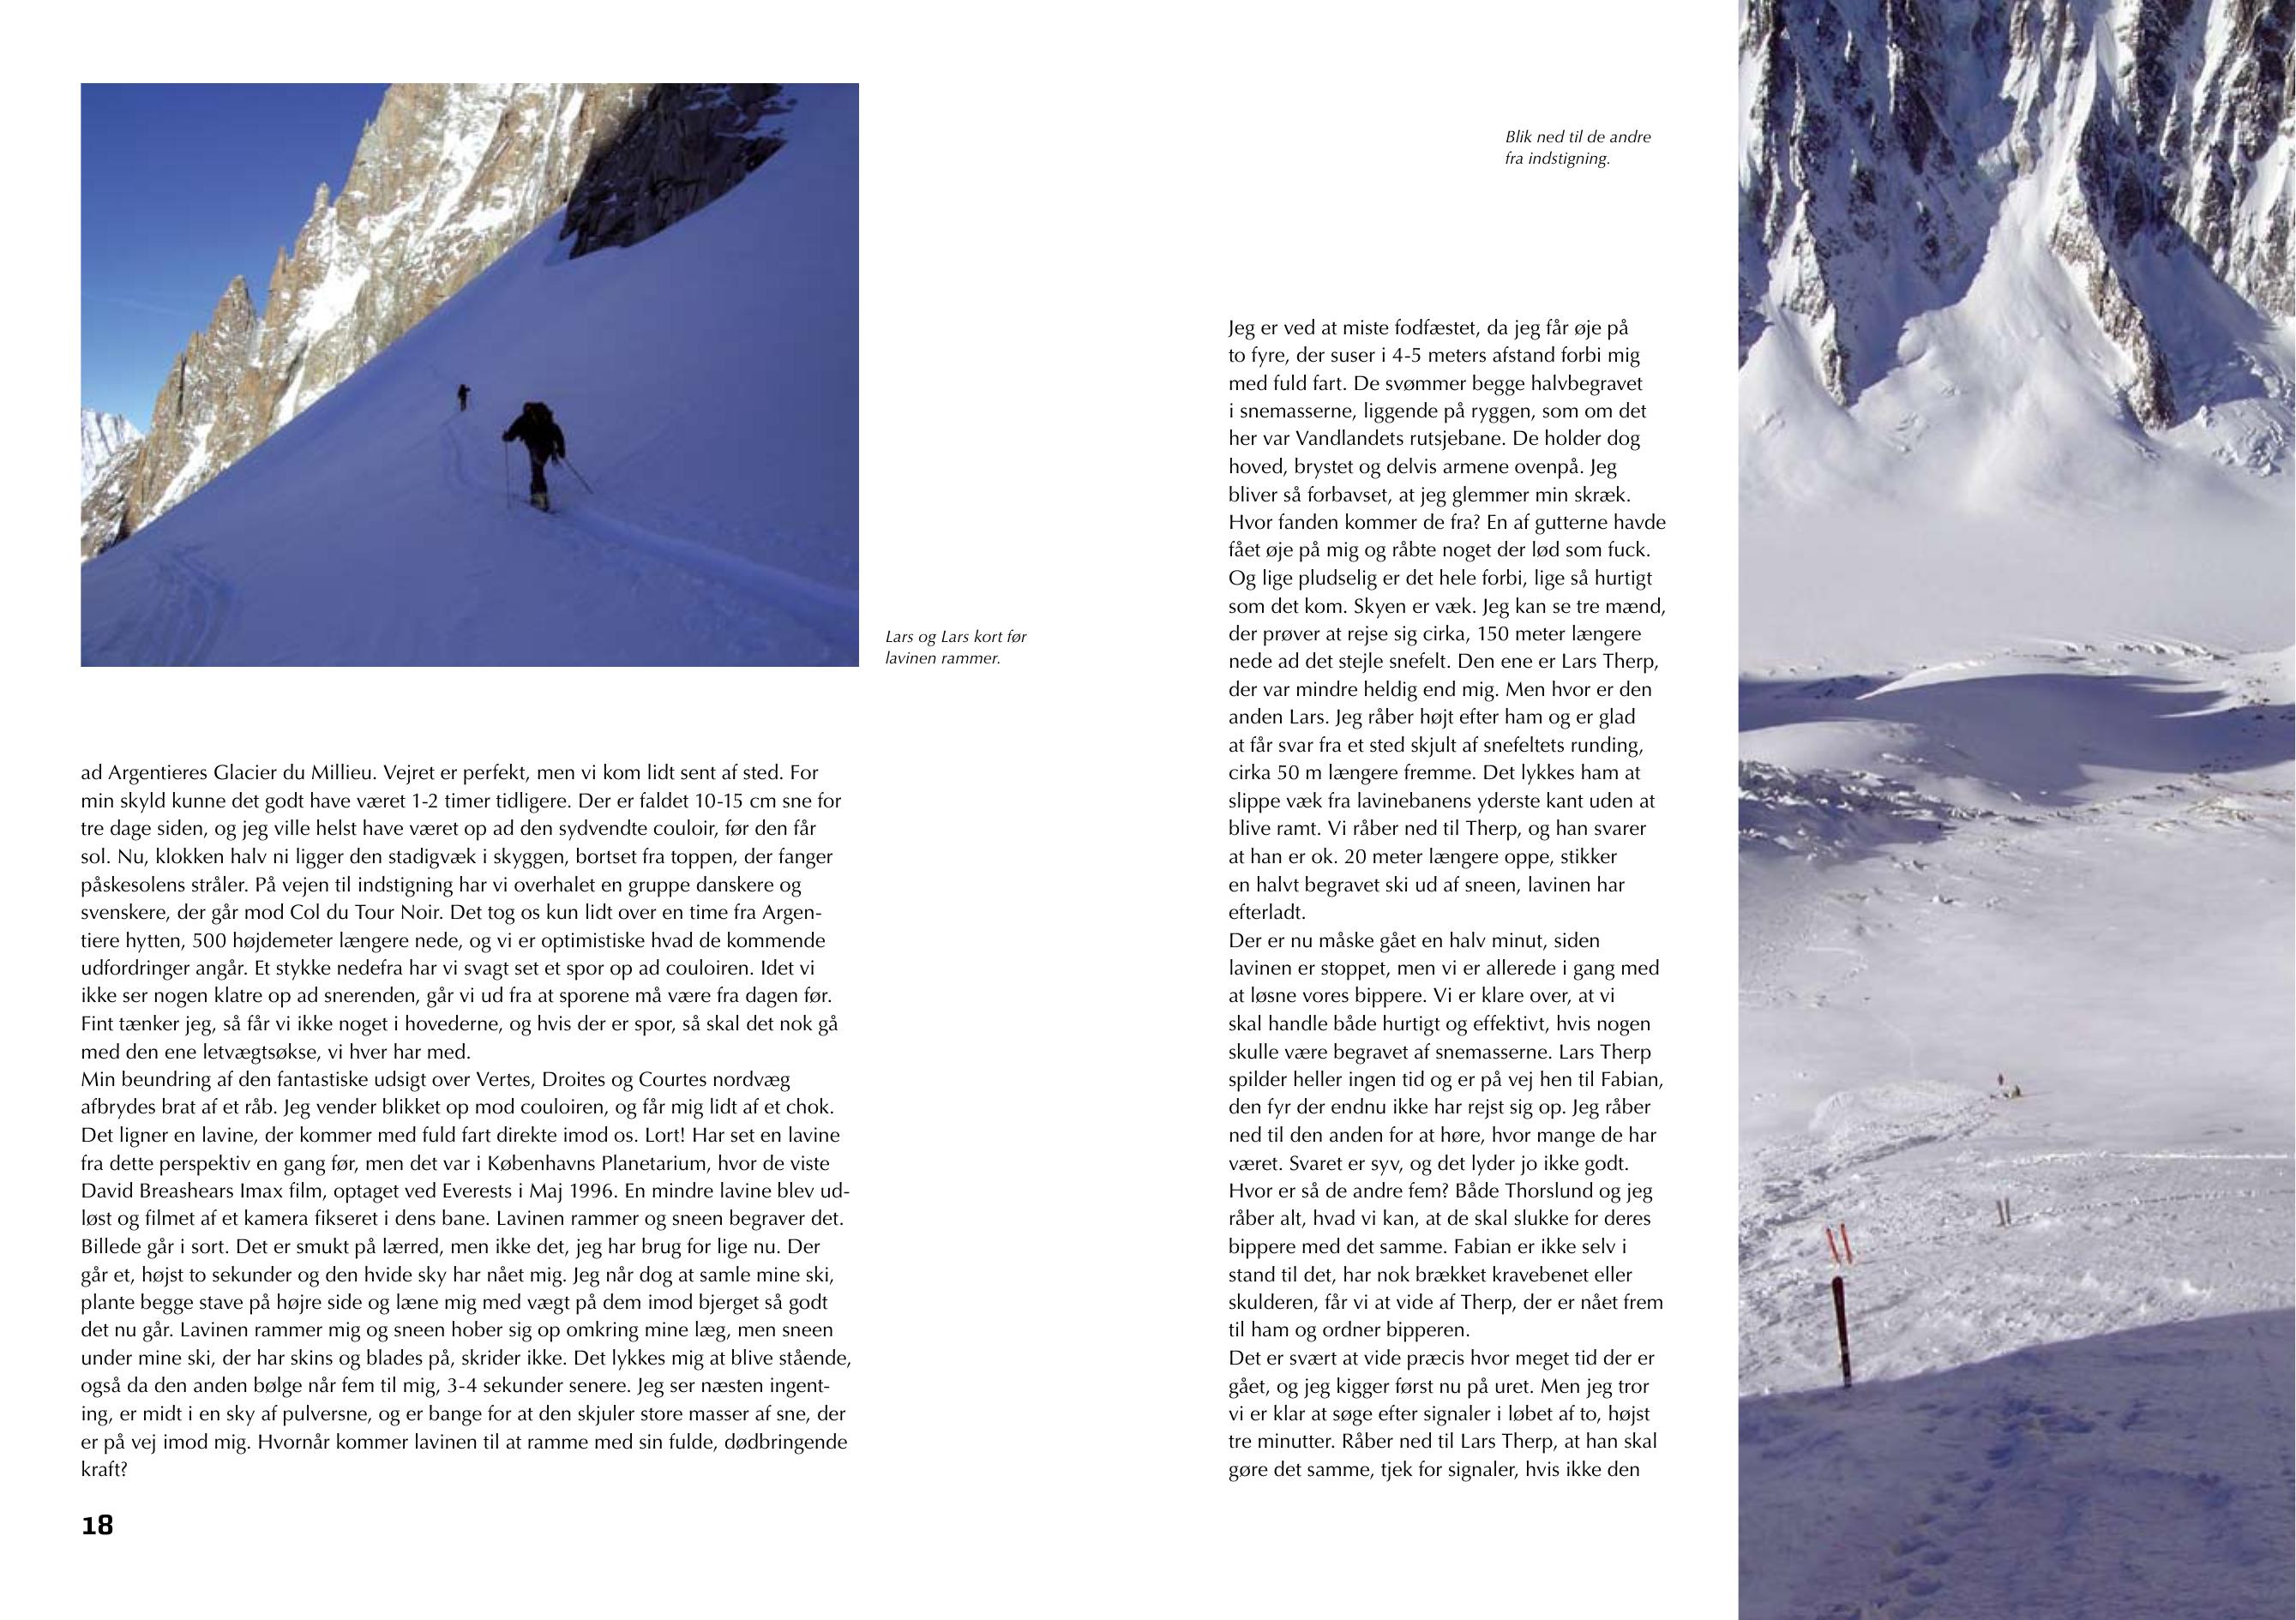 Lars og Lars kort før
lavinen rammer.
ad Argentieres Glacier du Millieu. Vejret er perfekt, men vi kom lidt sent af sted. For
min skyld kunne det godt have været 1-2 timer tidligere. Der er faldet 10-15 cm sne for
tre dage siden, og jeg ville helst have været op ad den sydvendte couloir, før den får
sol. Nu, klokken halv ni ligger den stadigvæk i skyggen, bortset fra toppen, der fanger
påskesolens stråler. På vejen til indstigning har vi overhalet en gruppe danskere og
svenskere, der går mod Col du Tour Noir. Det tog os kun lidt over en time fra Argen-
tiere hytten, 500 højdemeter længere nede, og vi er optimistiske hvad de kommende
udfordringer angår. Et stykke nedefra har vi svagt set et spor op ad couloiren. Idet vi
ikke ser nogen klatre op ad snerenden, går vi ud fra at sporene må være fra dagen før.
Fint tænker jeg, så får vi ikke noget i hovederne, og hvis der er spor, så skal det nok gå
med den ene letvægtsøkse, vi hver har med.
Min beundring af den fantastiske udsigt over Vertes, Droites og Courtes nordvæg
afbrydes brat af et råb. Jeg vender blikket op mod couloiren, og får mig lidt af et chok.
Det ligner en lavine, der kommer med fuld fart direkte imod os. Lort! Har set en lavine
fra dette perspektiv en gang før, men det var i Københavns Planetarium, hvor de viste
David Breashears Imax film, optaget ved Everests i Maj 1996. En mindre lavine blev ud-
løst og filmet af et kamera fikseret i dens bane. Lavinen rammer og sneen begraver det.
Billede går i sort. Det er smukt på lærred, men ikke det, jeg har brug for lige nu. Der
går et, højst to sekunder og den hvide sky har nået mig. Jeg når dog at samle mine ski,
plante begge stave på højre side og læne mig med vægt på dem imod bjerget så godt
det nu går. Lavinen rammer mig og sneen hober sig op omkring mine læg, men sneen
under mine ski, der har skins og blades på, skrider ikke. Det lykkes mig at blive stående,
også da den anden bølge når fem til mig, 3-4 sekunder senere. Jeg ser næsten ingent-
ing, er midt i en sky af pulversne, og er bange for at den skjuler store masser af sne, der
er på vej imod mig. Hvornår kommer lavinen til at ramme med sin fulde, dødbringende
kraft?
18
Blik ned til de andre
fra indstigning.
Jeg er ved at miste fodfæstet, da jeg får øje på
to fyre, der suser i 4-5 meters afstand forbi mig
med fuld fart. De svømmer begge halvbegravet
i snemasserne, liggende på ryggen, som om det
her var Vandlandets rutsjebane. De holder dog
hoved, brystet og delvis armene ovenpå. Jeg
bliver så forbavset, at jeg glemmer min skræk.
Hvor fanden kommer de fra? En af gutterne havde
fået øje på mig og råbte noget der lød som fuck.
Og lige pludselig er det hele forbi, lige så hurtigt
som det kom. Skyen er væk. Jeg kan se tre mænd,
der prøver at rejse sig cirka, 150 meter længere
nede ad det stejle snefelt. Den ene er Lars Therp,
der var mindre heldig end mig. Men hvor er den
anden Lars. Jeg råber højt efter ham og er glad
at får svar fra et sted skjult af snefeltets runding,
cirka 50 m længere fremme. Det lykkes ham at
slippe væk fra lavinebanens yderste kant uden at
blive ramt. Vi råber ned til Therp, og han svarer
at han er ok. 20 meter længere oppe, stikker
en halvt begravet ski ud af sneen, lavinen har
efterladt.
Der er nu måske gået en halv minut, siden
lavinen er stoppet, men vi er allerede i gang med
at løsne vores bippere. Vi er klare over, at vi
skal handle både hurtigt og effektivt, hvis nogen
skulle være begravet af snemasserne. Lars Therp
spilder heller ingen tid og er på vej hen til Fabian,
den fyr der endnu ikke har rejst sig op. Jeg råber
ned til den anden for at høre, hvor mange de har
været. Svaret er syv, og det lyder jo ikke godt.
Hvor er så de andre fem? Både Thorslund og jeg
råber alt, hvad vi kan, at de skal slukke for deres
bippere med det samme. Fabian er ikke selv i
stand til det, har nok brækket kravebenet eller
skulderen, får vi at vide af Therp, der er nået frem
til ham og ordner bipperen.
Det er svært at vide præcis hvor meget tid der er
gået, og jeg kigger først nu på uret. Men jeg tror
vi er klar at søge efter signaler i løbet af to, højst
tre minutter. Råber ned til Lars Therp, at han skal
gøre det samme, tjek for signaler, hvis ikke den